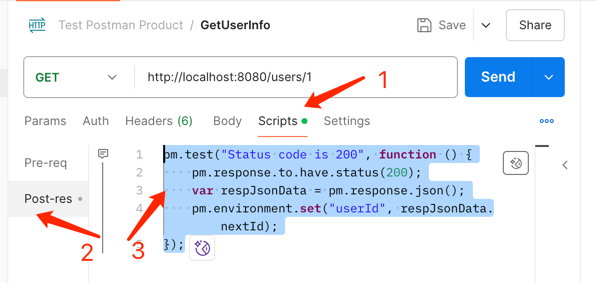 HTTP Test Postman Product / GetUserInfo Save Share
GET http://localhost:8080/users/1 Send
1
Params Auth Headers (6) Body Scripts Settings
Pre-req
Post-res
2
3
1 pm.test("Status code is 200", function () {
2 pm.response.to.have.status(200);
3 var respJsonData = pm.response.json();
4 pm.environment.set("userId", respJsonData.
nextId);
5 });